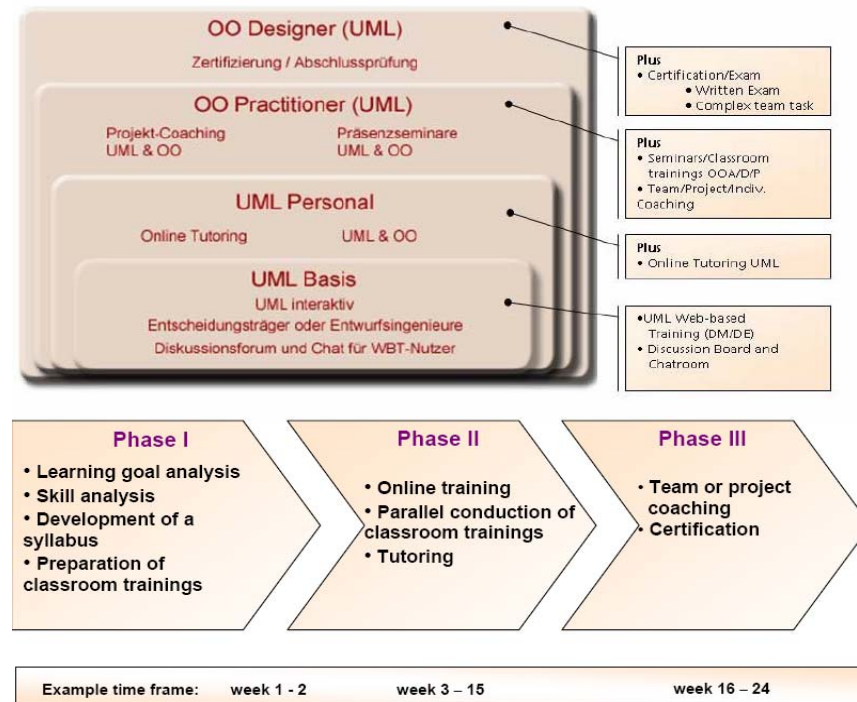 OO Designer (UML)
Zertifizierung / Abschlussprüfung
OO Practitioner (UML)
Projekt-Coaching
UML & OO
Präsenzseminare
UML & OO
UML Personal
Online Tutoring
UML & OO
UML Basis
UML interaktiv
Entscheidungsträger oder Entwurfsingenieure
Diskussionsforum und Chat für WBT-Nutzer
Plus
• Certification/Exam
• Written Exam
• Complex team task
Plus
• Seminars/Classroom
trainings OOA/D/P
• Team/Project/Indiv.
Coaching
Plus
• Online Tutoring UML
•UML Web-based
Training (DM/DE)
• Discussion Board and
Chatroom
Phase I
• Learning goal analysis
• Skill analysis
• Development of a
syllabus
• Preparation of
classroom trainings
Phase II
• Online training
• Parallel conduction of
classroom trainings
• Tutoring
Phase III
• Team or project
coaching
• Certification
Example time frame: week 1 - 2 week 3 – 15 week 16 – 24